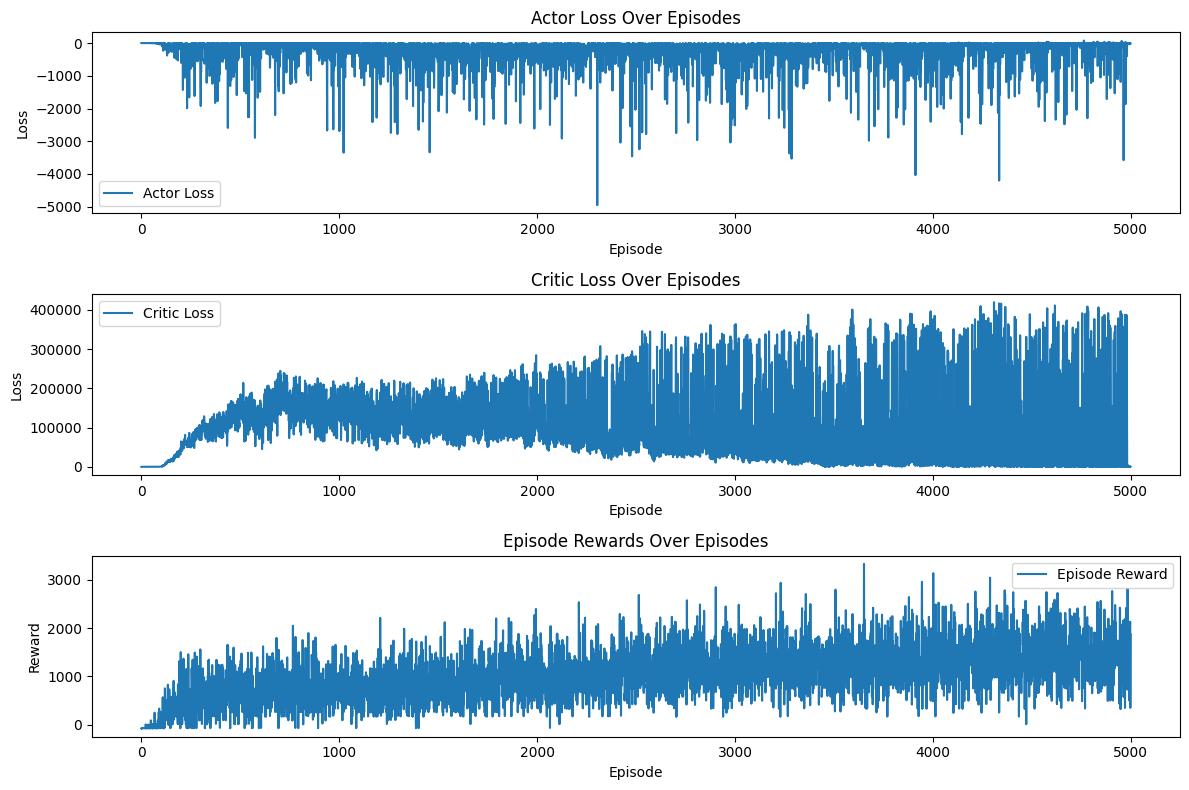 Actor Loss Over Episodes
0
−1000
−2000
−3000
−4000
−5000
Loss
Actor Loss
0 1000 2000 3000 4000 5000
Episode
Critic Loss Over Episodes
400000
300000
200000
100000
0
Loss
Critic Loss
0 1000 2000 3000 4000 5000
Episode
Episode Rewards Over Episodes
3000
2000
1000
0
Reward
Episode Reward
0 1000 2000 3000 4000 5000
Episode